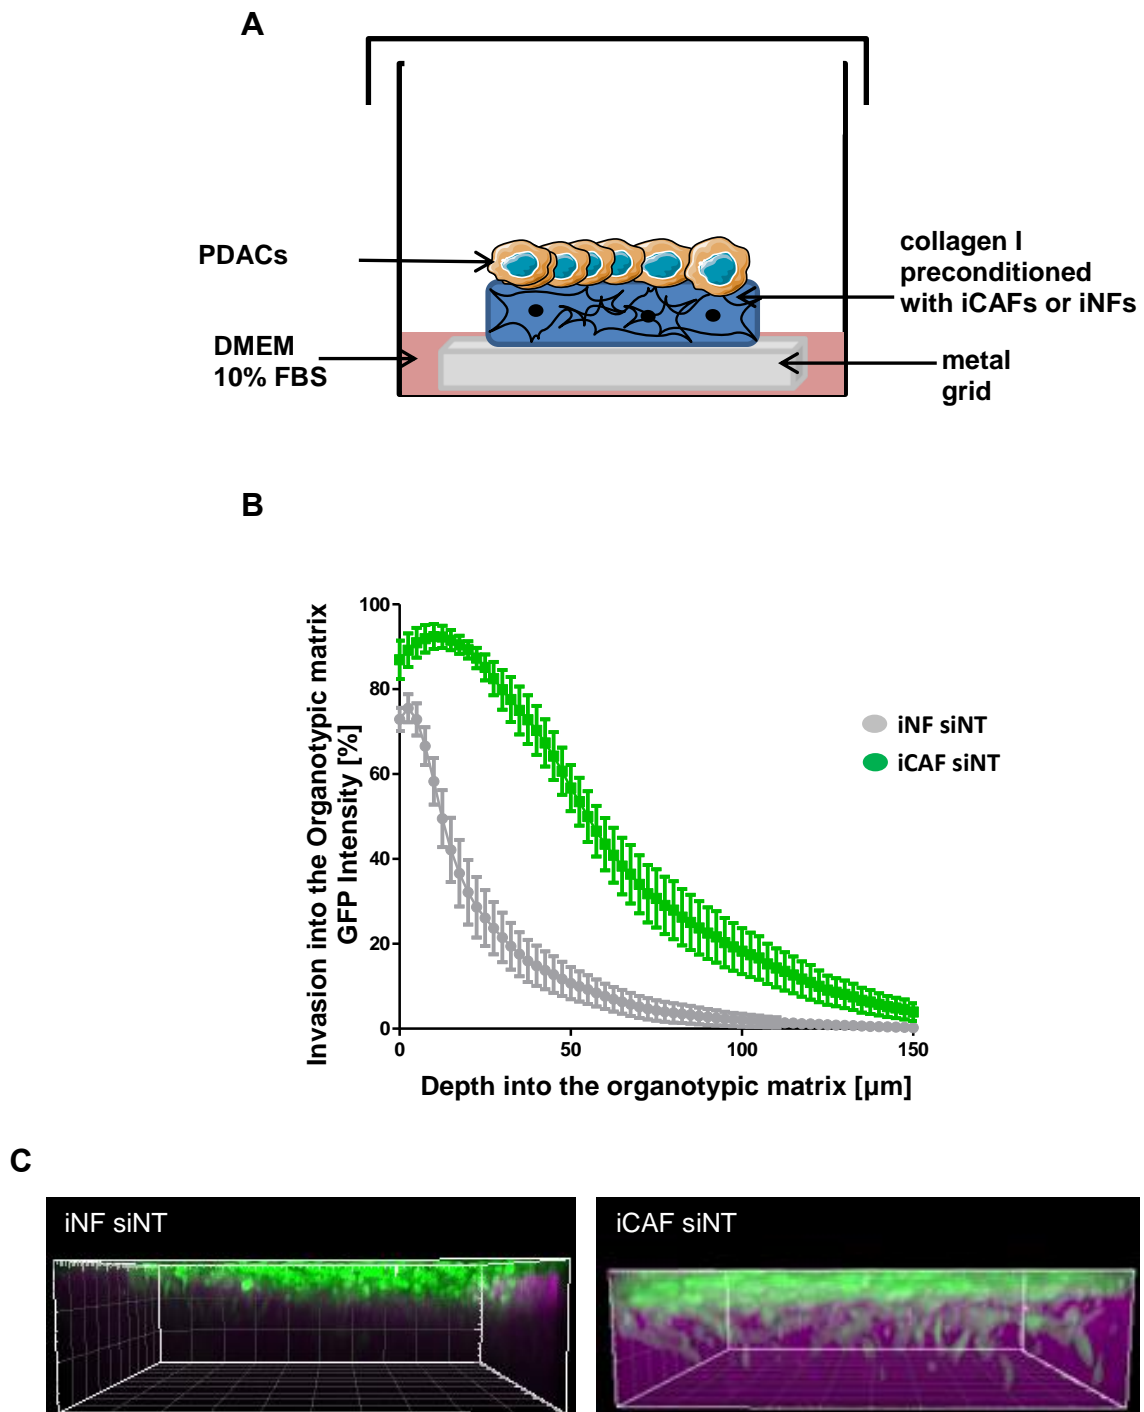 A
PDACs
collagen I
preconditioned
with iCAFs or iNFs
DMEM
10% FBS
metal
grid
B
Invasion into the Organotypic matrix
GFP Intensity [%]
100
80
60
40
20
0
0 50 100 150
Depth into the organotypic matrix [µm]
iNF siNT
iCAF siNT
C
iNF siNT
iCAF siNT